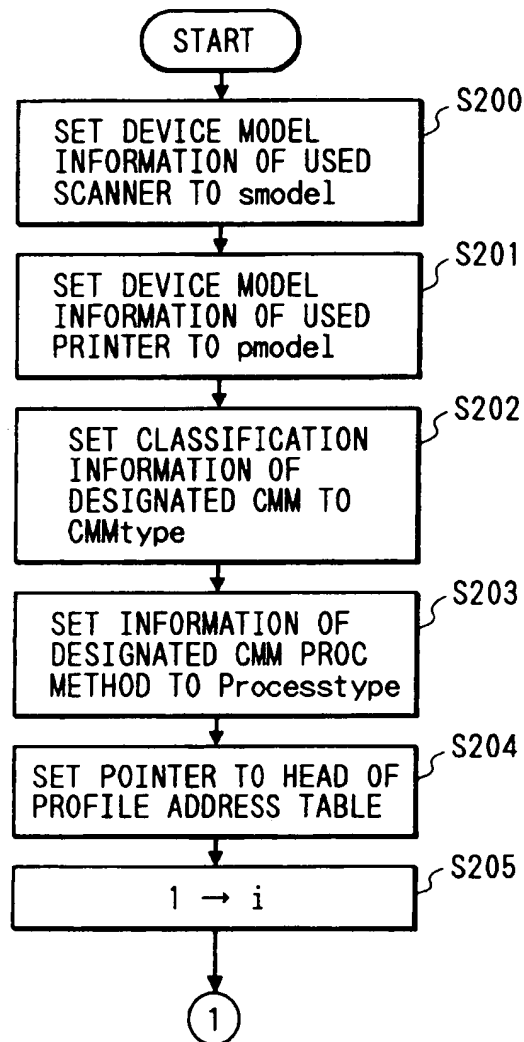 START
S200
SET DEVICE MODEL
INFORMATION OF USED
SCANNER TO smodel
S201
SET DEVICE MODEL
INFORMATION OF USED
PRINTER TO pmodel
S202
SET CLASSIFICATION
INFORMATION OF
DESIGNATED CMM TO
CMMtype
S203
SET INFORMATION OF
DESIGNATED CMM PROC
METHOD TO Processtype
S204
SET POINTER TO HEAD OF
PROFILE ADDRESS TABLE
S205
1 → i
1